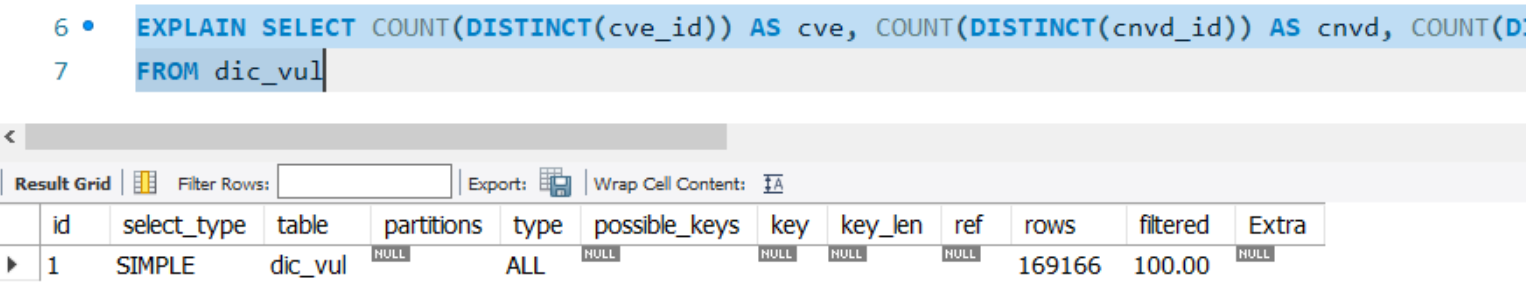 6 EXPLAIN SELECT COUNT(DISTINCT(cve_id)) AS cve, COUNT(DISTINCT(cnvd_id)) AS cnvd, COUNT(DI
7 FROM dic_vul
Result Grid Filter Rows: Export: Wrap Cell Content:
id select_type table partitions type possible_keys key key_len ref rows filtered Extra
1 SIMPLE dic_vul NULL ALL NULL NULL NULL NULL 169166 100.00 NULL